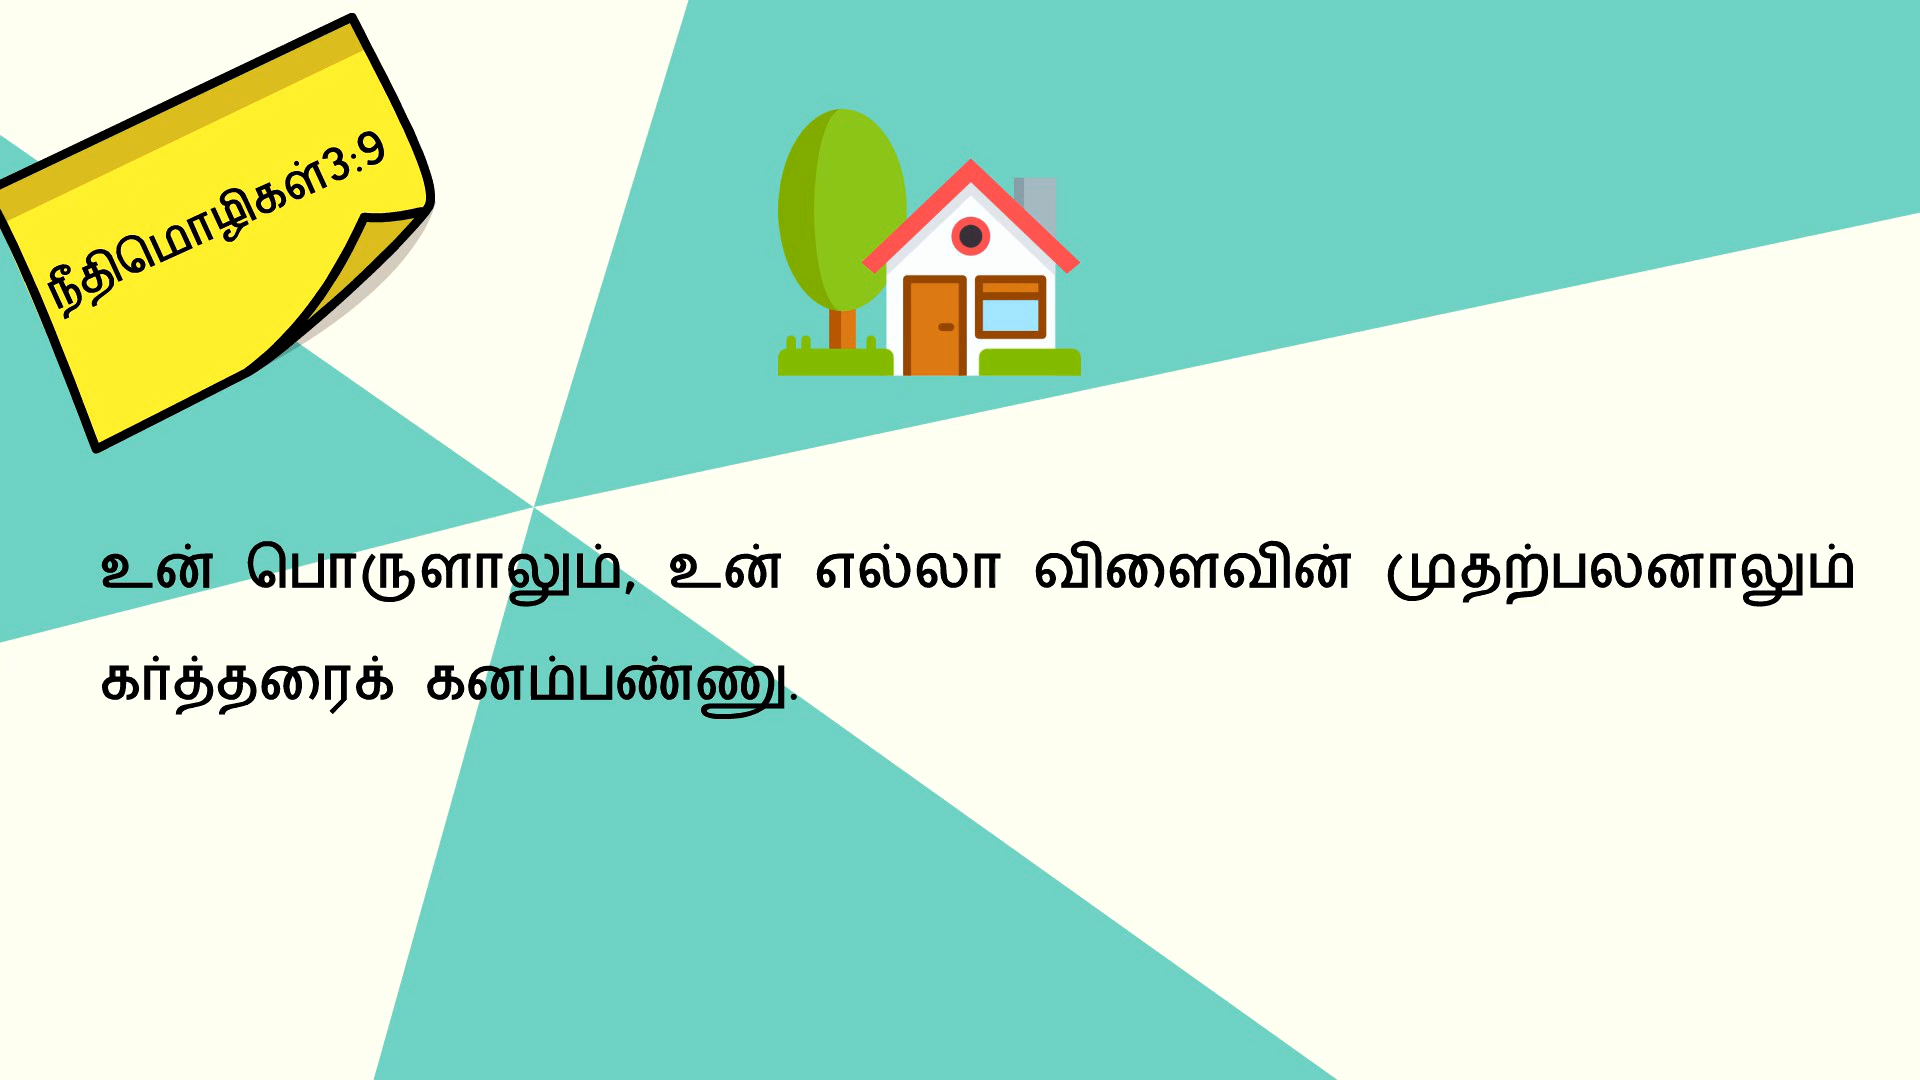 நீதிமொழிகள்3:9
உன் பொருளாலும், உன் எல்லா விளைவின் முதற்பலனாலும்
கர்த்தரைக் கனம்பண்ணு.